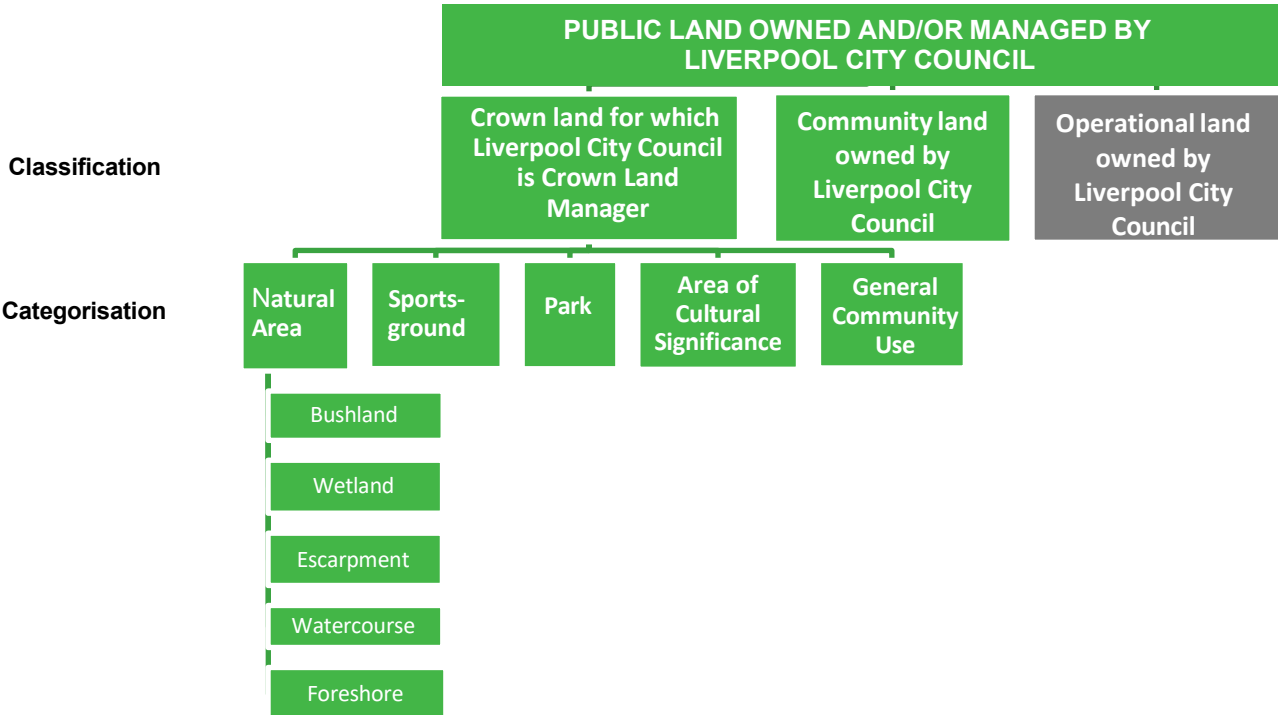 PUBLIC LAND OWNED AND/OR MANAGED BY
LIVERPOOL CITY COUNCIL
Classification
Crown land for which
Liverpool City Council
is Crown Land
Manager
Community land
owned by
Liverpool City
Council
Operational land
owned by
Liverpool City
Council
Categorisation
Natural
Area
Sports-
ground
Park
Area of
Cultural
Significance
General
Community
Use
Bushland
Wetland
Escarpment
Watercourse
Foreshore